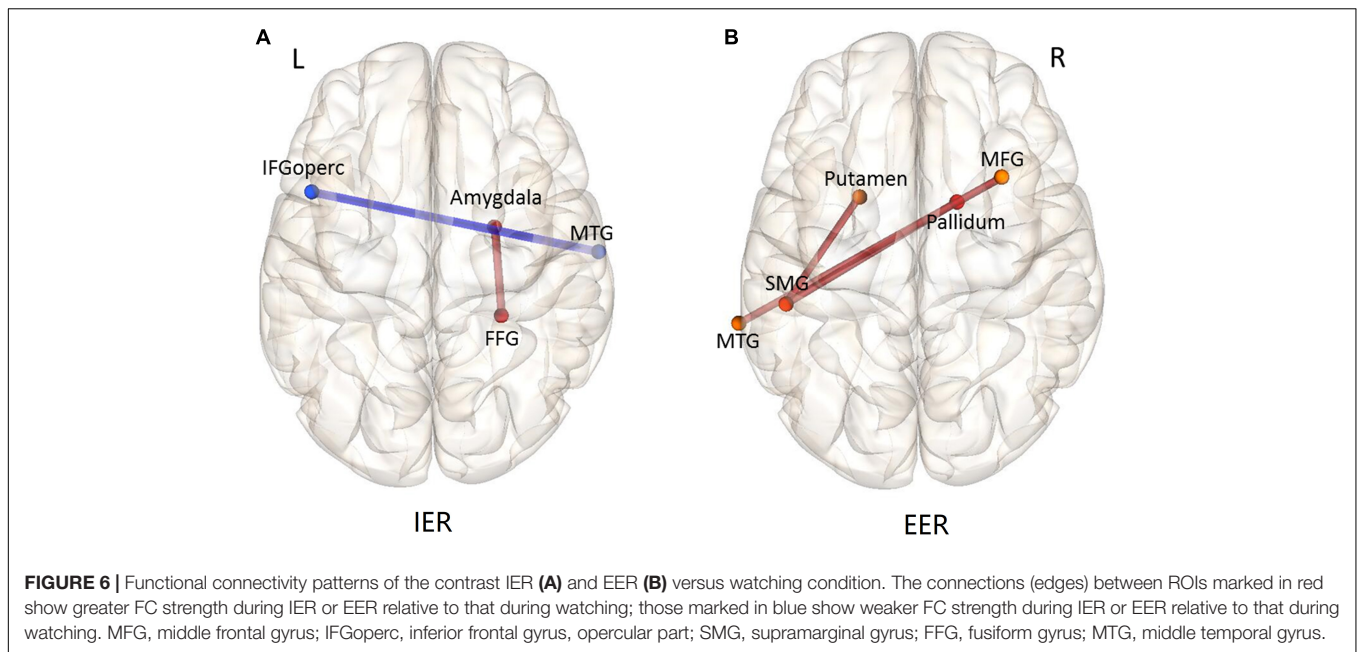 A
L
IFGoperc
Amygdala
MTG
FFG
IER
B
R
MFG
Putamen
Pallidum
SMG
MTG
EER
FIGURE 6 | Functional connectivity patterns of the contrast IER (A) and EER (B) versus watching condition. The connections (edges) between ROIs marked in red
show greater FC strength during IER or EER relative to that during watching; those marked in blue show weaker FC strength during IER or EER relative to that during
watching. MFG, middle frontal gyrus; IFGoperc, inferior frontal gyrus, opercular part; SMG, supramarginal gyrus; FFG, fusiform gyrus; MTG, middle temporal gyrus.